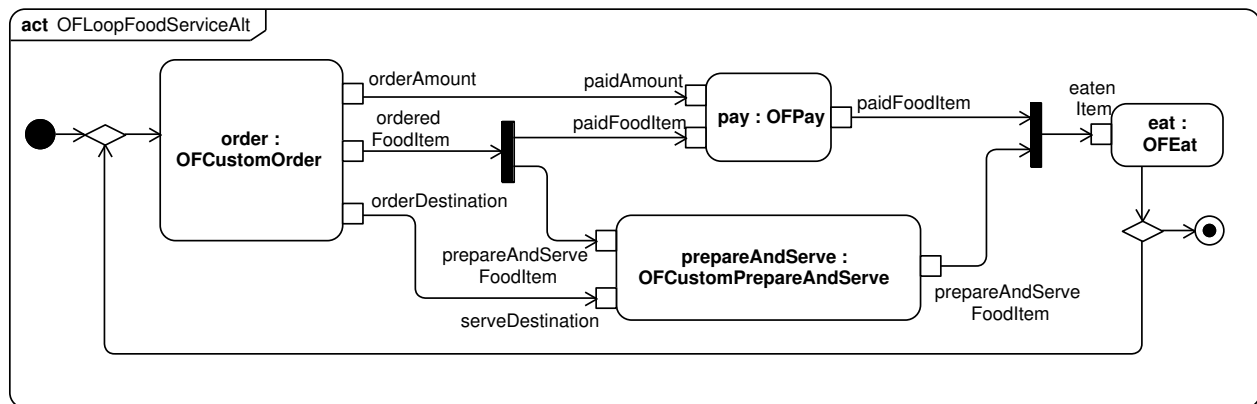 act OFLoopFoodServiceAlt
orderAmount
paidAmount
ordered
FoodItem
paidFoodItem
order :
OFCustomOrder
pay : OFPay
paidFoodItem
eaten
Item
eat :
OFEat
orderDestination
prepareAndServe
FoodItem
serveDestination
prepareAndServe :
OFCustomPrepareAndServe
prepareAndServe
FoodItem